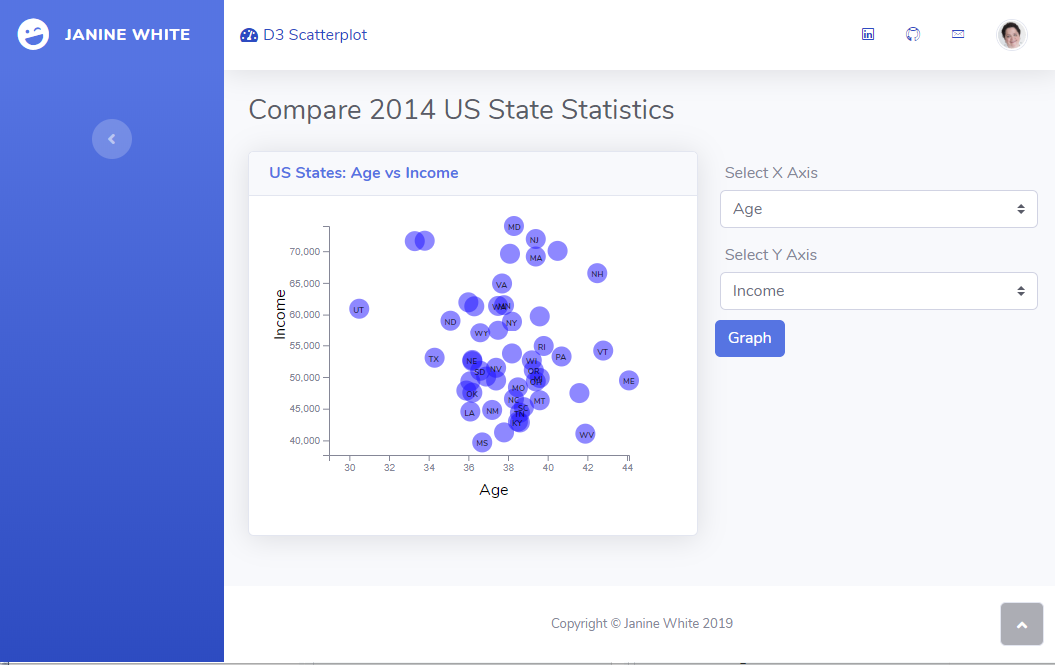 JANINE WHITE
D3 Scatterplot
Compare 2014 US State Statistics
US States: Age vs Income
Select X Axis
Age
Select Y Axis
Income
Graph
Income
70,000
65,000
60,000
55,000
50,000
45,000
40,000
MD
NJ
MA
NH
VA
UT
MN
ND
NY
WY
RI
TX
NE
WI
PA
VT
NV
SD
OR
ME
OK
MO
NC
MT
LA
NM
SC
TN
KY
MS
WV
30
32
34
36
38
40
42
44
Age
Copyright © Janine White 2019